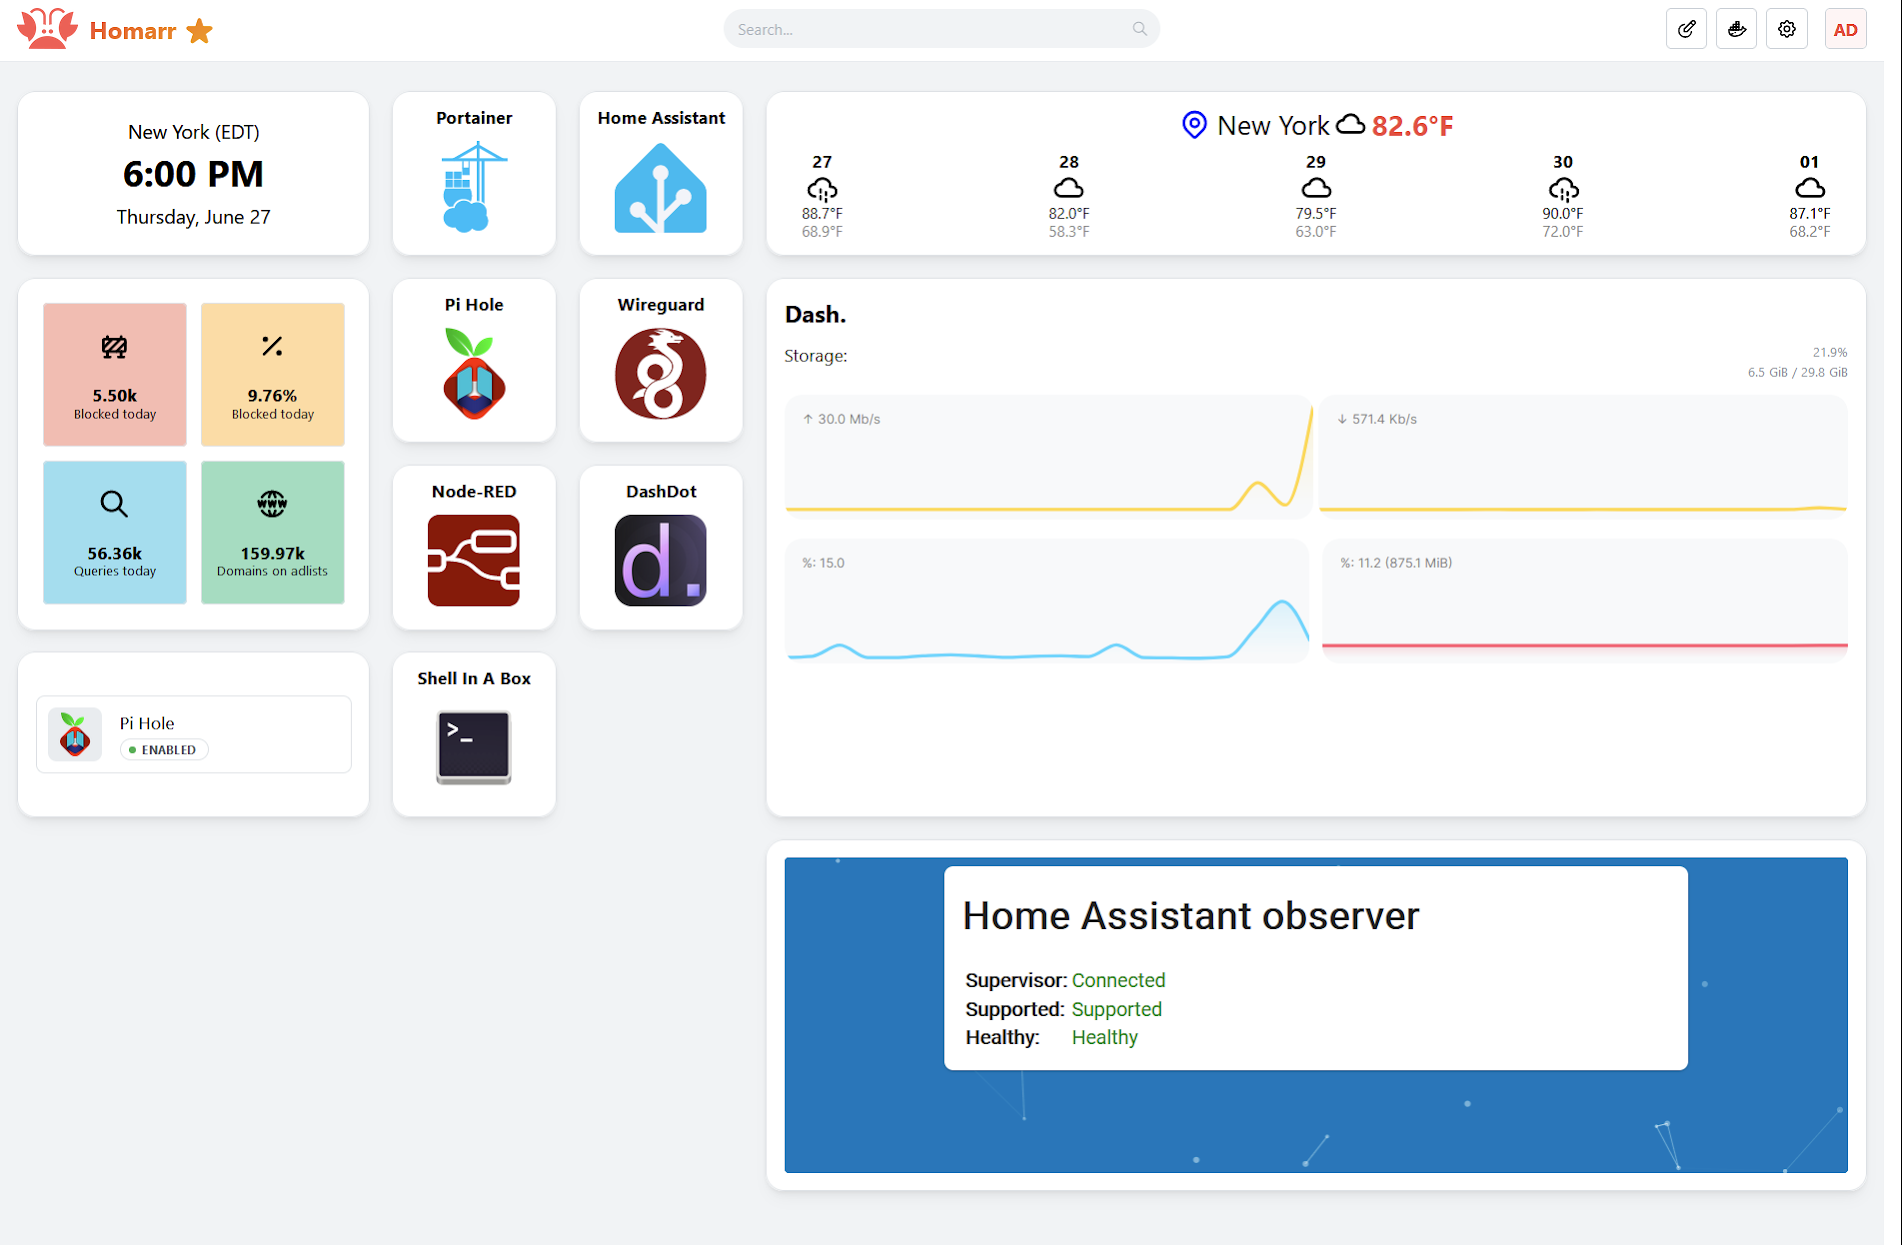 Homarr
Search...
AD
New York (EDT)
6:00 PM
Thursday, June 27
Portainer
Home Assistant
New York 82.6°F
27
88.7°F
68.9°F
28
82.0°F
58.3°F
29
79.5°F
63.0°F
30
90.0°F
72.0°F
01
87.1°F
68.2°F
5.50k
Blocked today
9.76%
Blocked today
56.36k
Queries today
WWW
159.97k
Domains on adlists
Pi Hole
Wireguard
Node-RED
DashDot
d.
Pi Hole
ENABLED
Shell In A Box
>_
Dash.
Storage:
21.9%
6.5 GiB / 29.8 GiB
↑ 30.0 Mb/s
↓ 571.4 Kb/s
%: 15.0
%: 11.2 (875.1 MiB)
Home Assistant observer
Supervisor: Connected
Supported: Supported
Healthy: Healthy